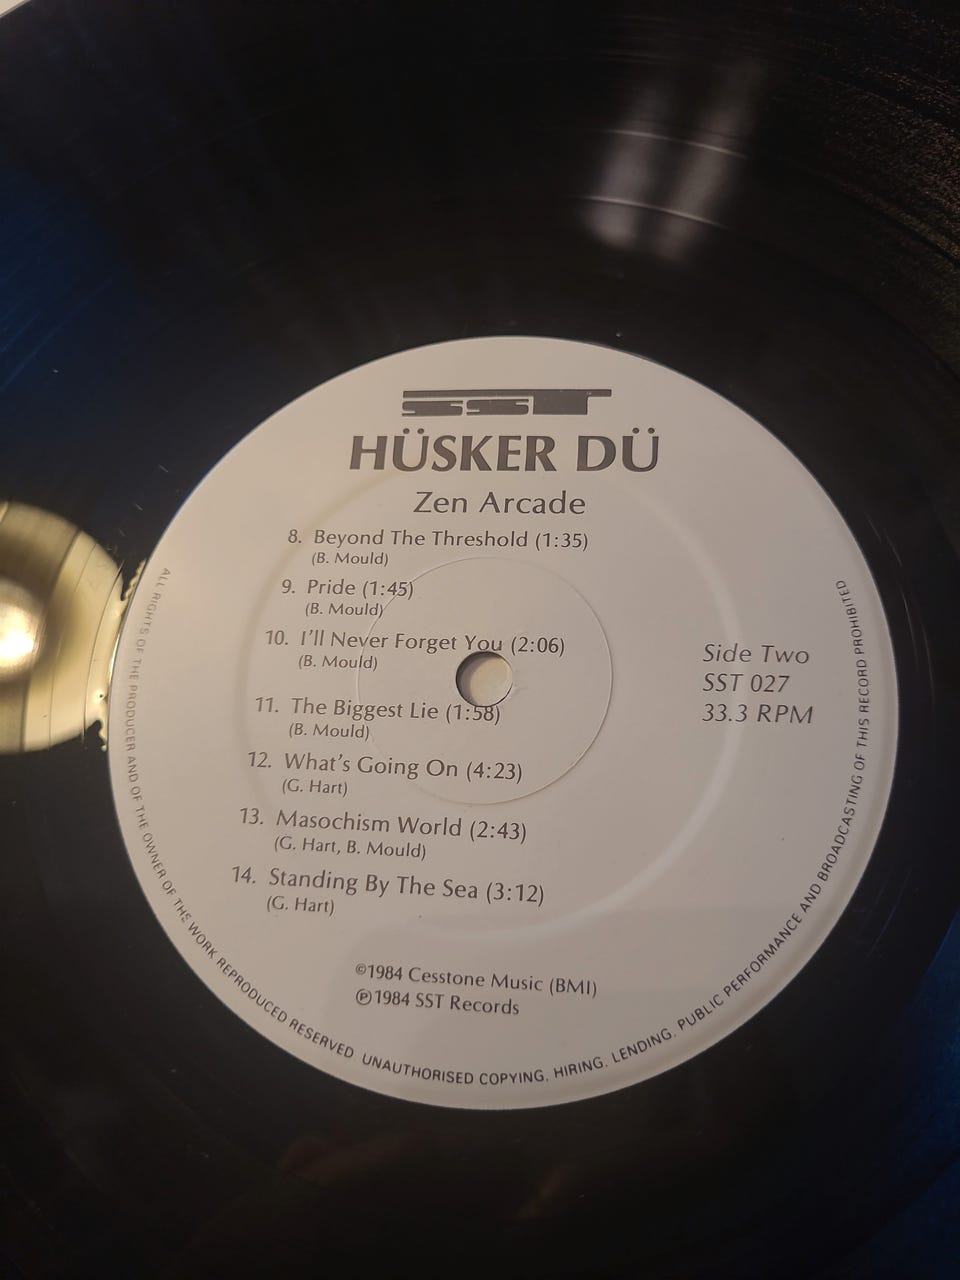 SST
HÜSKER DÜ
Zen Arcade
8. Beyond The Threshold (1:35)
(B. Mould)
9. Pride (1:45)
(B. Mould)
10. I'll Never Forget You (2:06)
(B. Mould)
11. The Biggest Lie (1:58)
(B. Mould)
12. What's Going On (4:23)
(G. Hart)
13. Masochism World (2:43)
(G. Hart, B. Mould)
14. Standing By The Sea (3:12)
(G. Hart)
Side Two
SST 027
33.3 RPM
©1984 Cesstone Music (BMI)
℗1984 SST Records
ALL RIGHTS OF THE PRODUCER AND OF THE OWNER OF THE WORK REPRODUCED RESERVED UNAUTHORISED COPYING, HIRING, LENDING, PUBLIC PERFORMANCE AND BROADCASTING OF THIS RECORD PROHIBITED